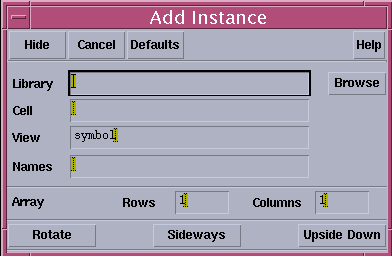 Add Instance
Hide Cancel Defaults Help
Library Browse
Cell
View symbol
Names
Array Rows 1 Columns 1
Rotate Sideways Upside Down